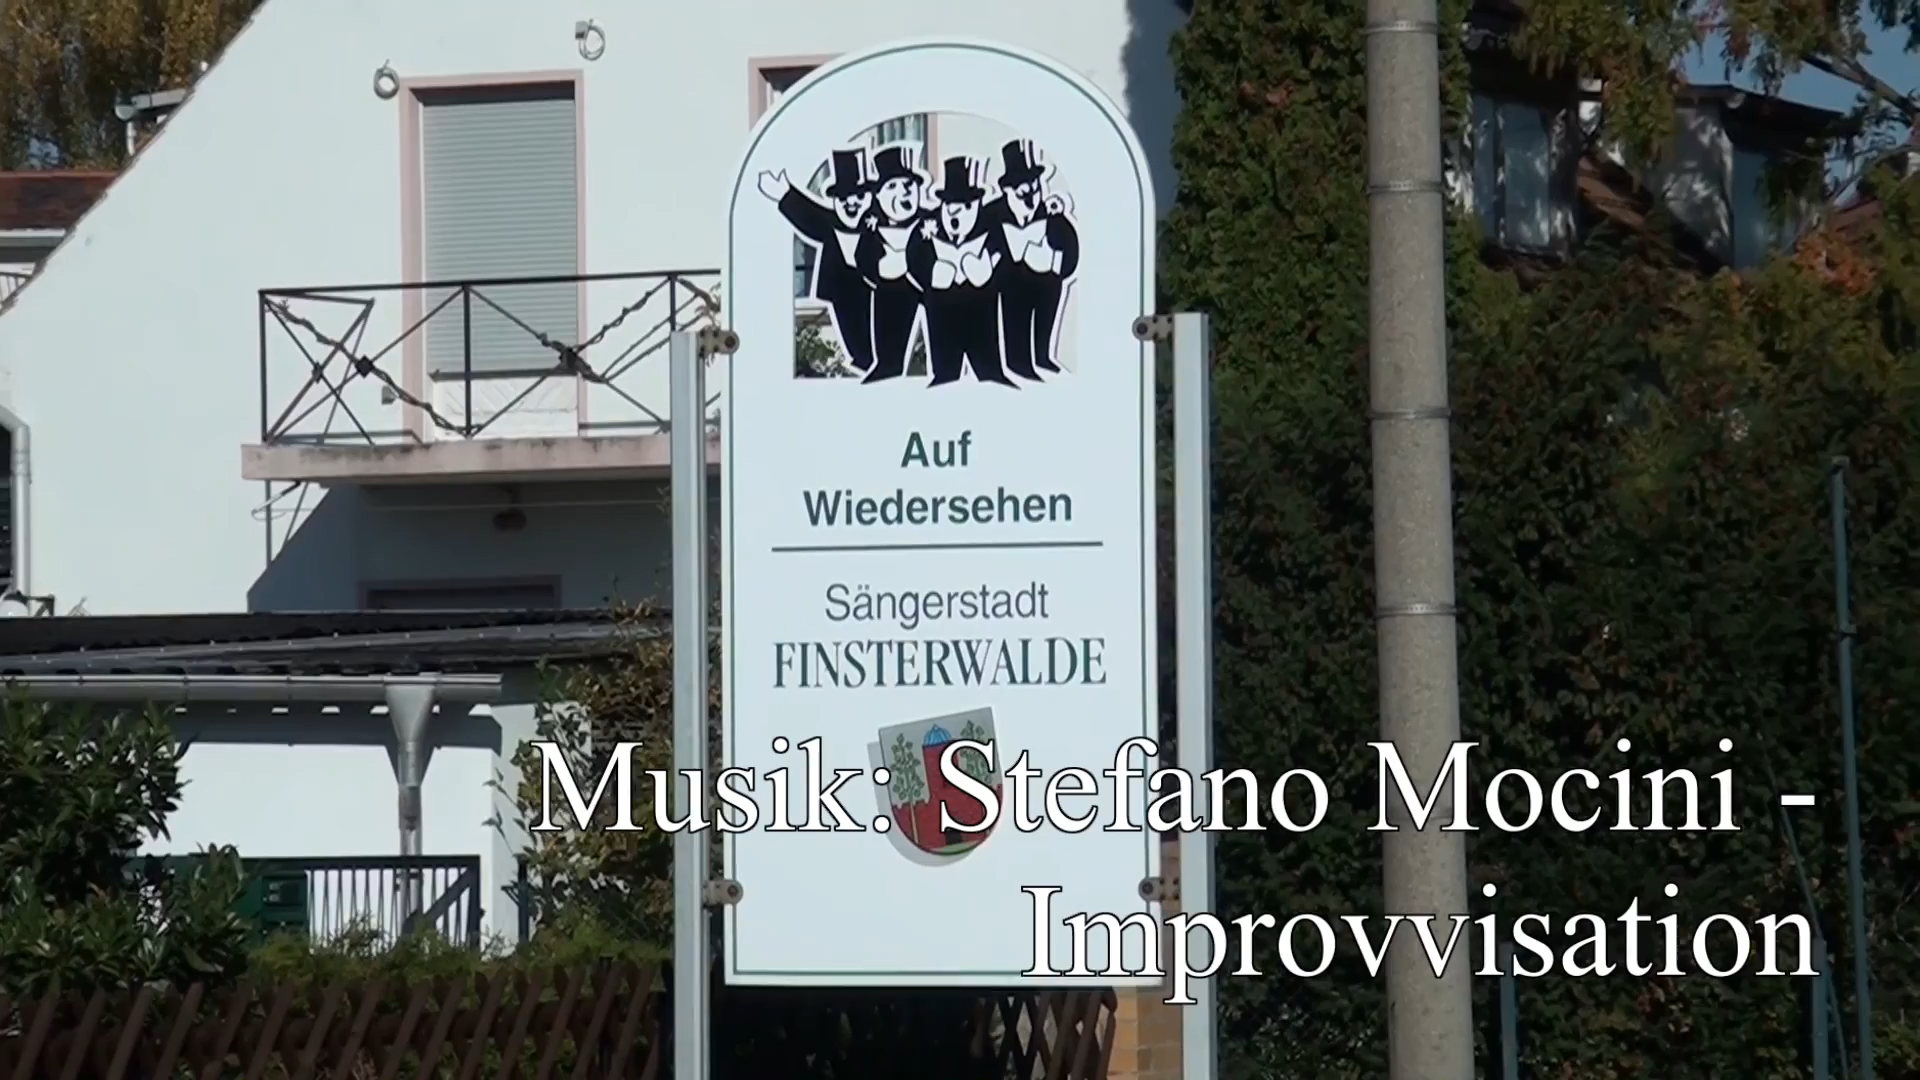 Auf
Wiedersehen
Sängerstadt
FINSTERWALDE
Musik: Stefano Mocini -
Improvvisation